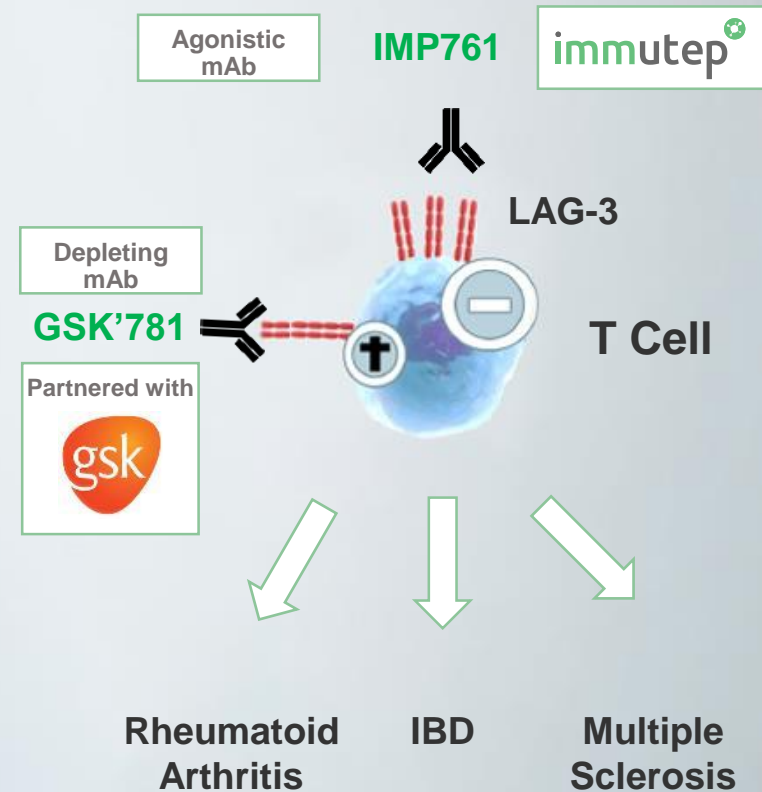 Agonistic
mAb
IMP761
immutep
LAG-3
Depleting
mAb
GSK’781
T Cell
Partnered with
gsk
Rheumatoid
Arthritis
IBD
Multiple
Sclerosis